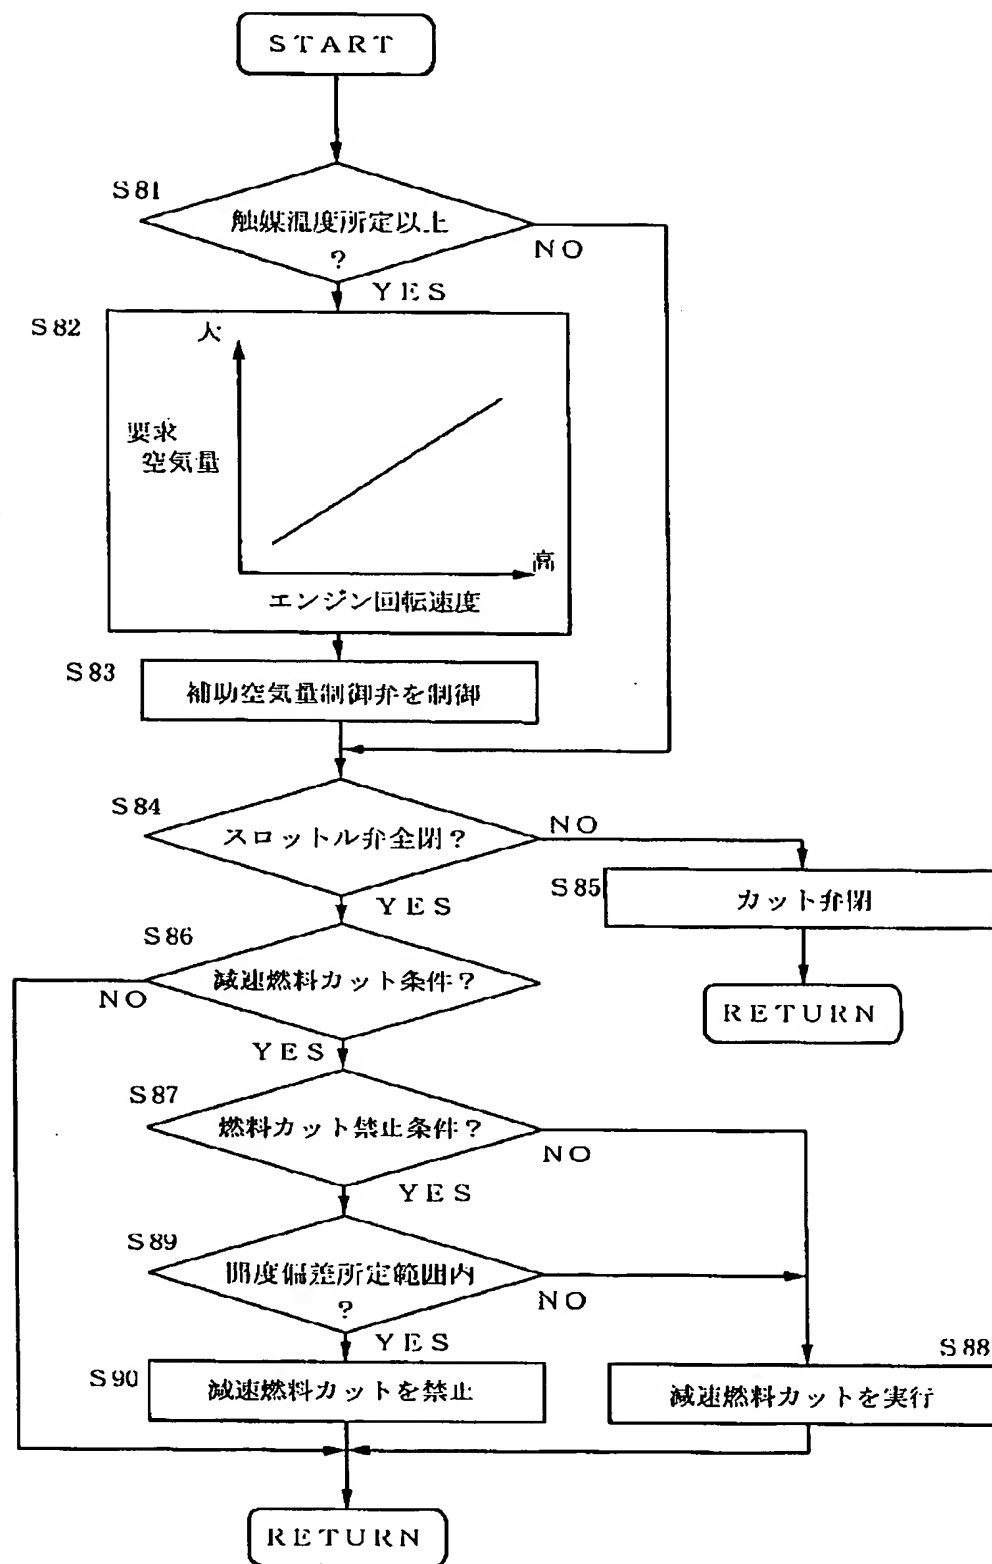 START
S81
触媒温度所定以上
?
NO
YES
S82
大
要求
空気量
高
エンジン回転速度
S83
補助空気量制御弁を制御
S84
スロットル弁全閉?
NO
S85
カット弁閉
YES
RETURN
S86
減速燃料カット条件?
NO
YES
S87
燃料カット禁止条件?
NO
YES
S89
開度偏差所定範囲内
?
NO
YES
S90
減速燃料カットを禁止
S88
減速燃料カットを実行
RETURN